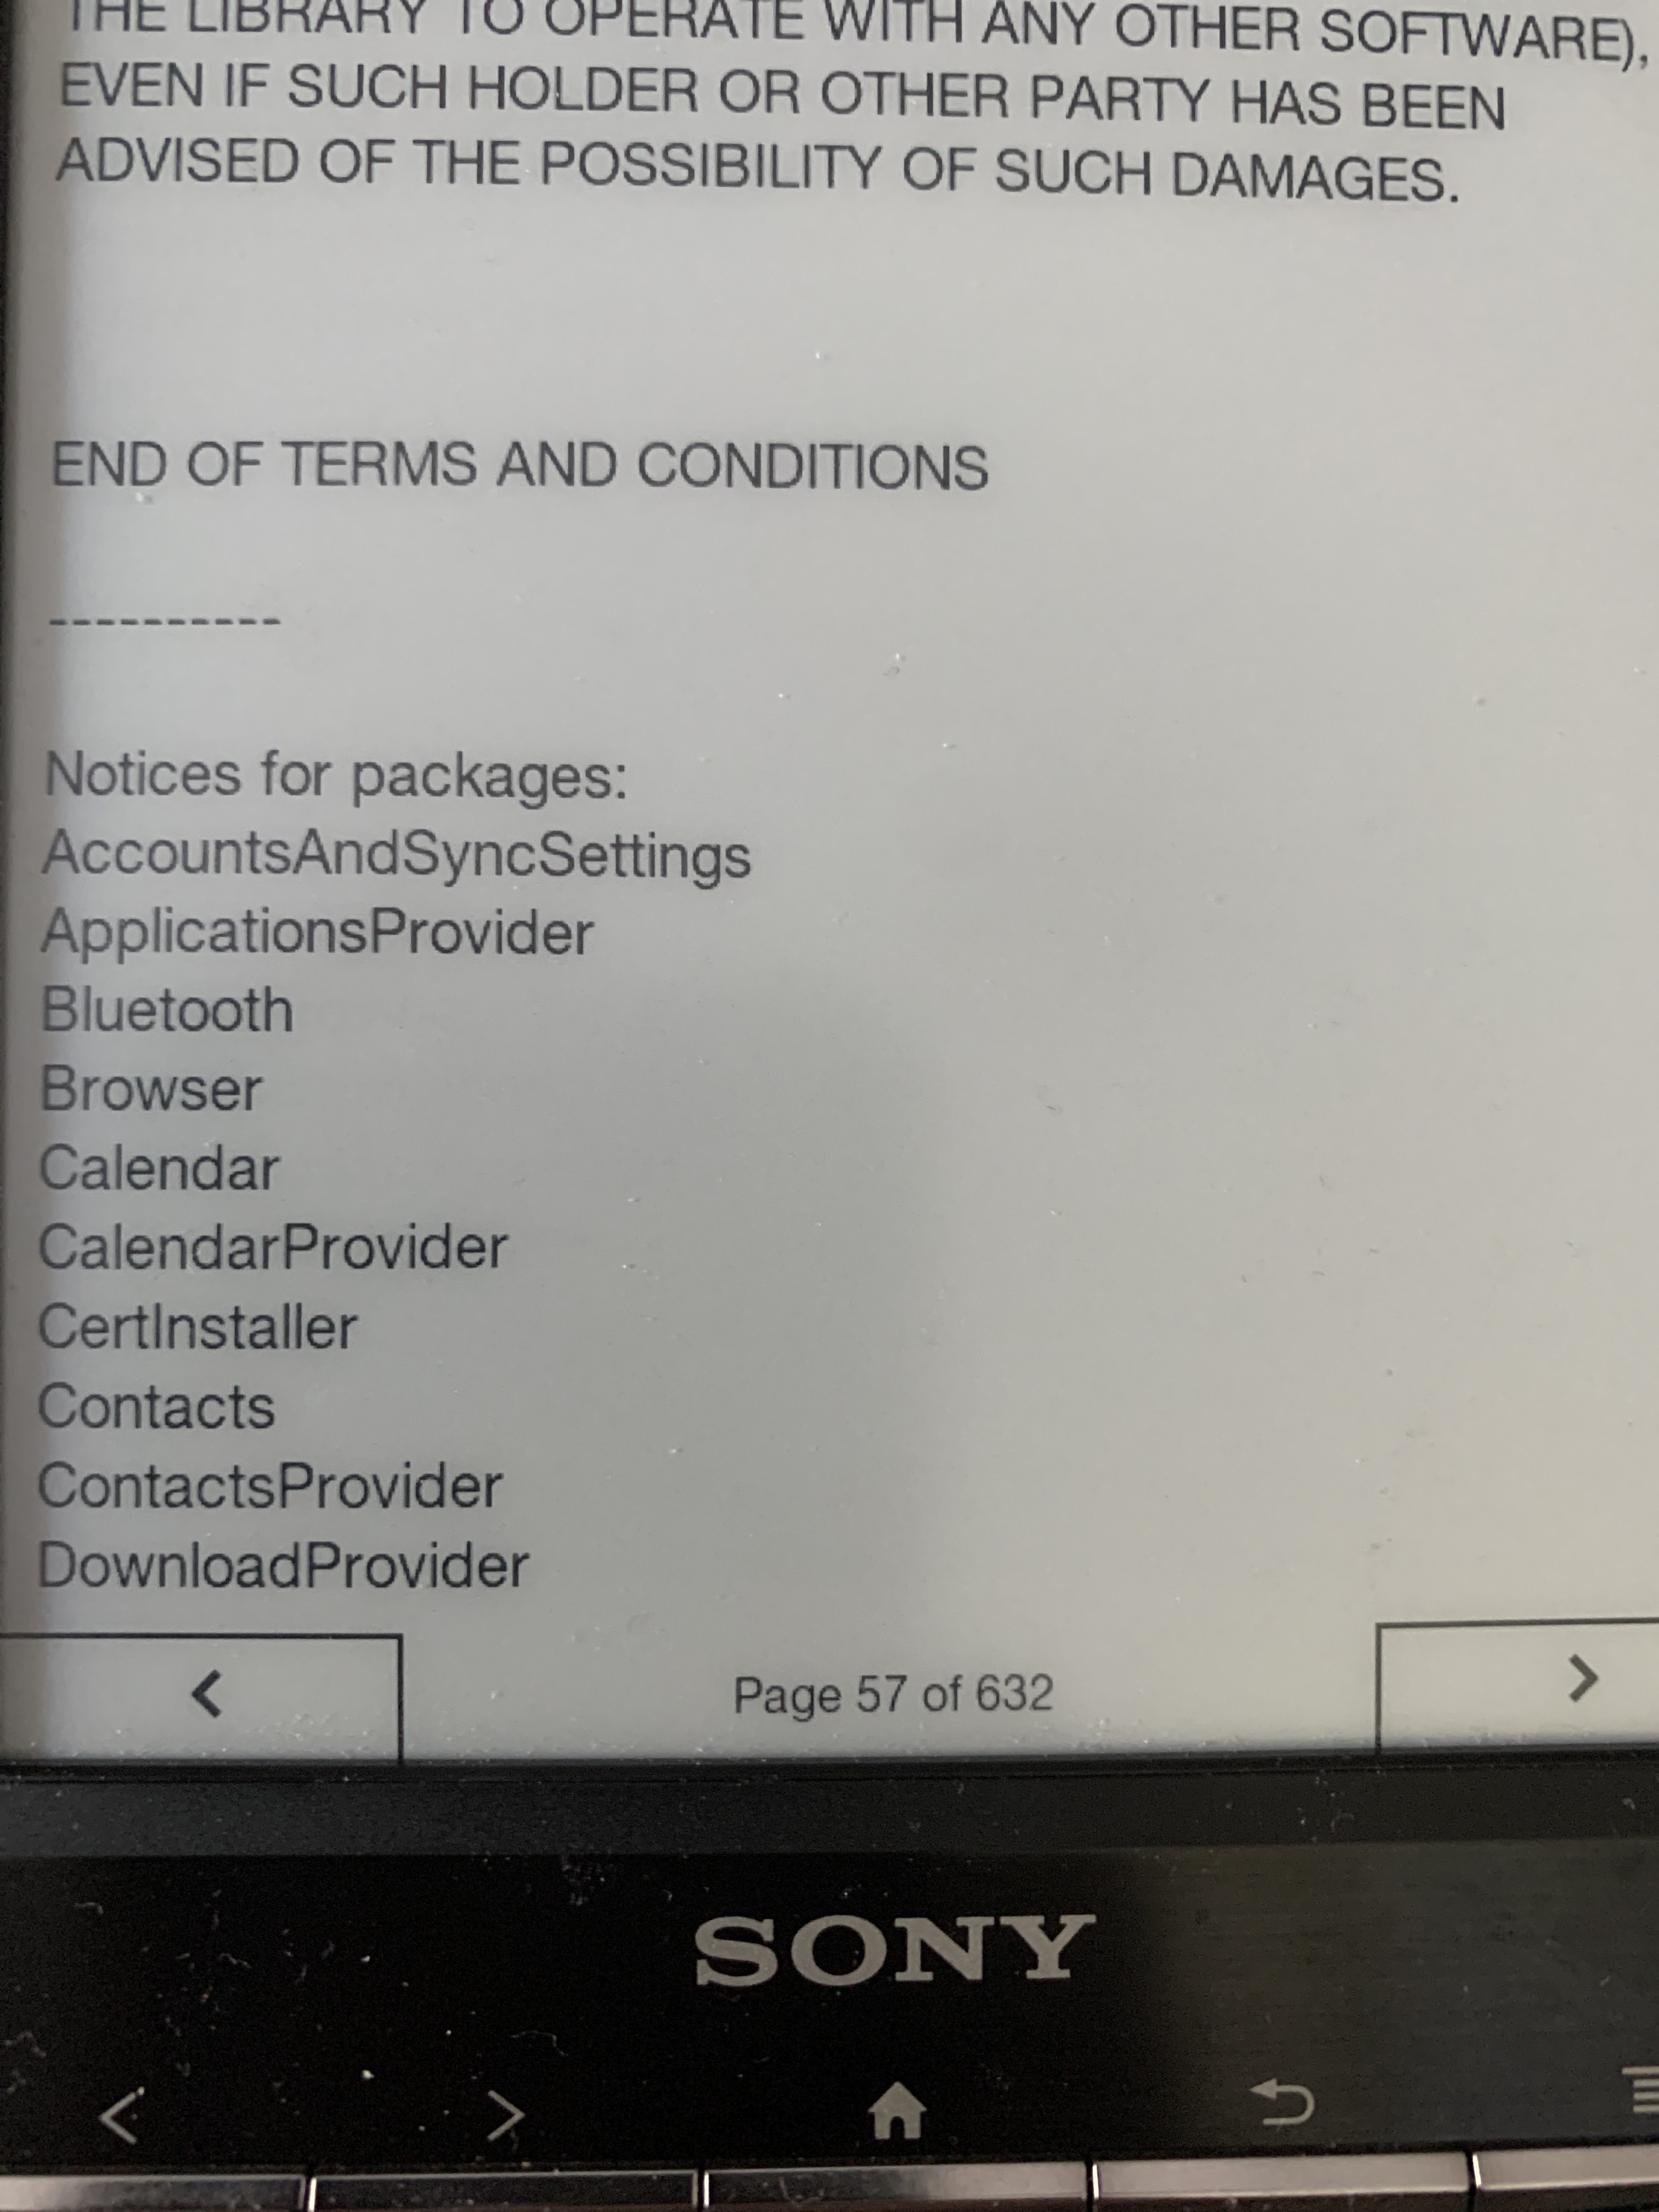 THE LIBRARY TO OPERATE WITH ANY OTHER SOFTWARE),
EVEN IF SUCH HOLDER OR OTHER PARTY HAS BEEN
ADVISED OF THE POSSIBILITY OF SUCH DAMAGES.
END OF TERMS AND CONDITIONS
----------
Notices for packages:
AccountsAndSyncSettings
ApplicationsProvider
Bluetooth
Browser
Calendar
CalendarProvider
CertInstaller
Contacts
ContactsProvider
DownloadProvider
< Page 57 of 632 >
SONY